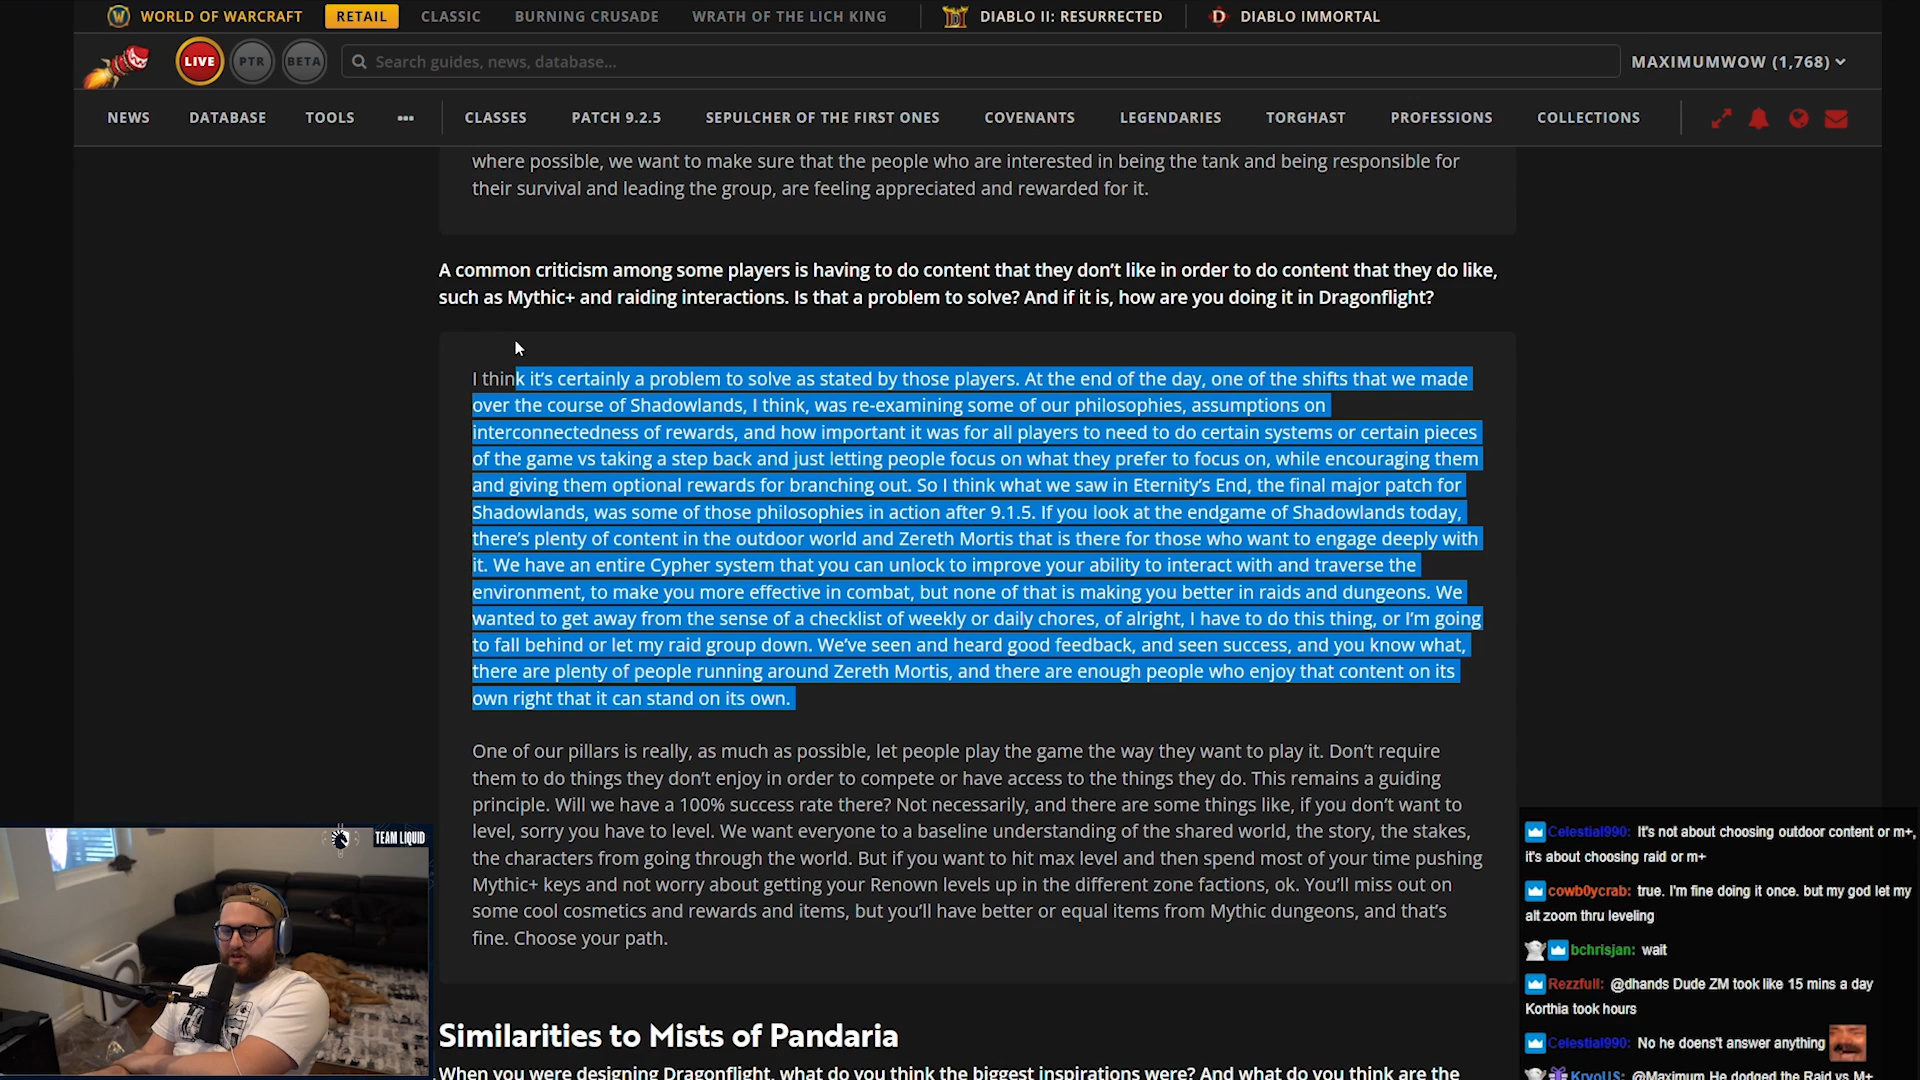 WORLD OF WARCRAFT RETAIL CLASSIC BURNING CRUSADE WRATH OF THE LICH KING DIABLO II: RESURRECTED DIABLO IMMORTAL
LIVE PTR BETA Search guides, news, database... MAXIMUMWOW (1,768)
NEWS DATABASE TOOLS ••• CLASSES PATCH 9.2.5 SEPULCHER OF THE FIRST ONES COVENANTS LEGENDARIES TORGHAST PROFESSIONS COLLECTIONS
where possible, we want to make sure that the people who are interested in being the tank and being responsible for
their survival and leading the group, are feeling appreciated and rewarded for it.
A common criticism among some players is having to do content that they don’t like in order to do content that they do like,
such as Mythic+ and raiding interactions. Is that a problem to solve? And if it is, how are you doing it in Dragonflight?
I think it’s certainly a problem to solve as stated by those players. At the end of the day, one of the shifts that we made
over the course of Shadowlands, I think, was re-examining some of our philosophies, assumptions on
interconnectedness of rewards, and how important it was for all players to need to do certain systems or certain pieces
of the game vs taking a step back and just letting people focus on what they prefer to focus on, while encouraging them
and giving them optional rewards for branching out. So I think what we saw in Eternity’s End, the final major patch for
Shadowlands, was some of those philosophies in action after 9.1.5. If you look at the endgame of Shadowlands today,
there’s plenty of content in the outdoor world and Zereth Mortis that is there for those who want to engage deeply with
it. We have an entire Cypher system that you can unlock to improve your ability to interact with and traverse the
environment, to make you more effective in combat, but none of that is making you better in raids and dungeons. We
wanted to get away from the sense of a checklist of weekly or daily chores, of alright, I have to do this thing, or I’m going
to fall behind or let my raid group down. We’ve seen and heard good feedback, and seen success, and you know what,
there are plenty of people running around Zereth Mortis, and there are enough people who enjoy that content on its
own right that it can stand on its own.
One of our pillars is really, as much as possible, let people play the game the way they want to play it. Don’t require
them to do things they don’t enjoy in order to compete or have access to the things they do. This remains a guiding
principle. Will we have a 100% success rate there? Not necessarily, and there are some things like, if you don’t want to
level, sorry you have to level. We want everyone to a baseline understanding of the shared world, the story, the stakes,
the characters from going through the world. But if you want to hit max level and then spend most of your time pushing
Mythic+ keys and not worry about getting your Renown levels up in the different zone factions, ok. You’ll miss out on
some cool cosmetics and rewards and items, but you’ll have better or equal items from Mythic dungeons, and that’s
fine. Choose your path.
Similarities to Mists of Pandaria
When you were designing Dragonflight, what do you think the biggest inspirations were? And what do you think are the
TEAM LIQUID
Celestial990: It's not about choosing outdoor content or m+,
it's about choosing raid or m+
cowb0ycrab: true. I'm fine doing it once. but my god let my
alt zoom thru leveling
bchrisjan: wait
Rezzfull: @dhands Dude ZM took like 15 mins a day
Korthia took hours
Celestial990: No he doens't answer anything
KryoUS: @Maximum He dodged the Raid vs M+